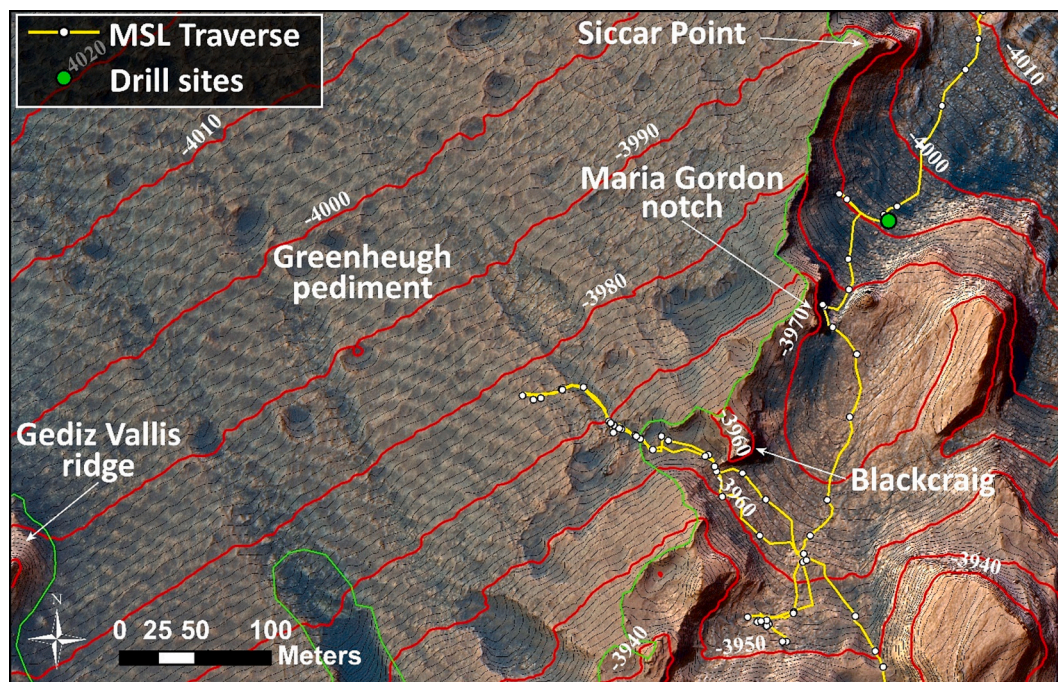 MSL Traverse
Drill sites
-4020
-4010
-4000
-3990
-3980
Siccar Point
-4010
-4000
Maria Gordon
notch
-3970
Greenheugh
pediment
Gediz Vallis
ridge
-3960
Blackcraig
-3960
-3940
-3950
-3940
N
0 25 50 100
Meters